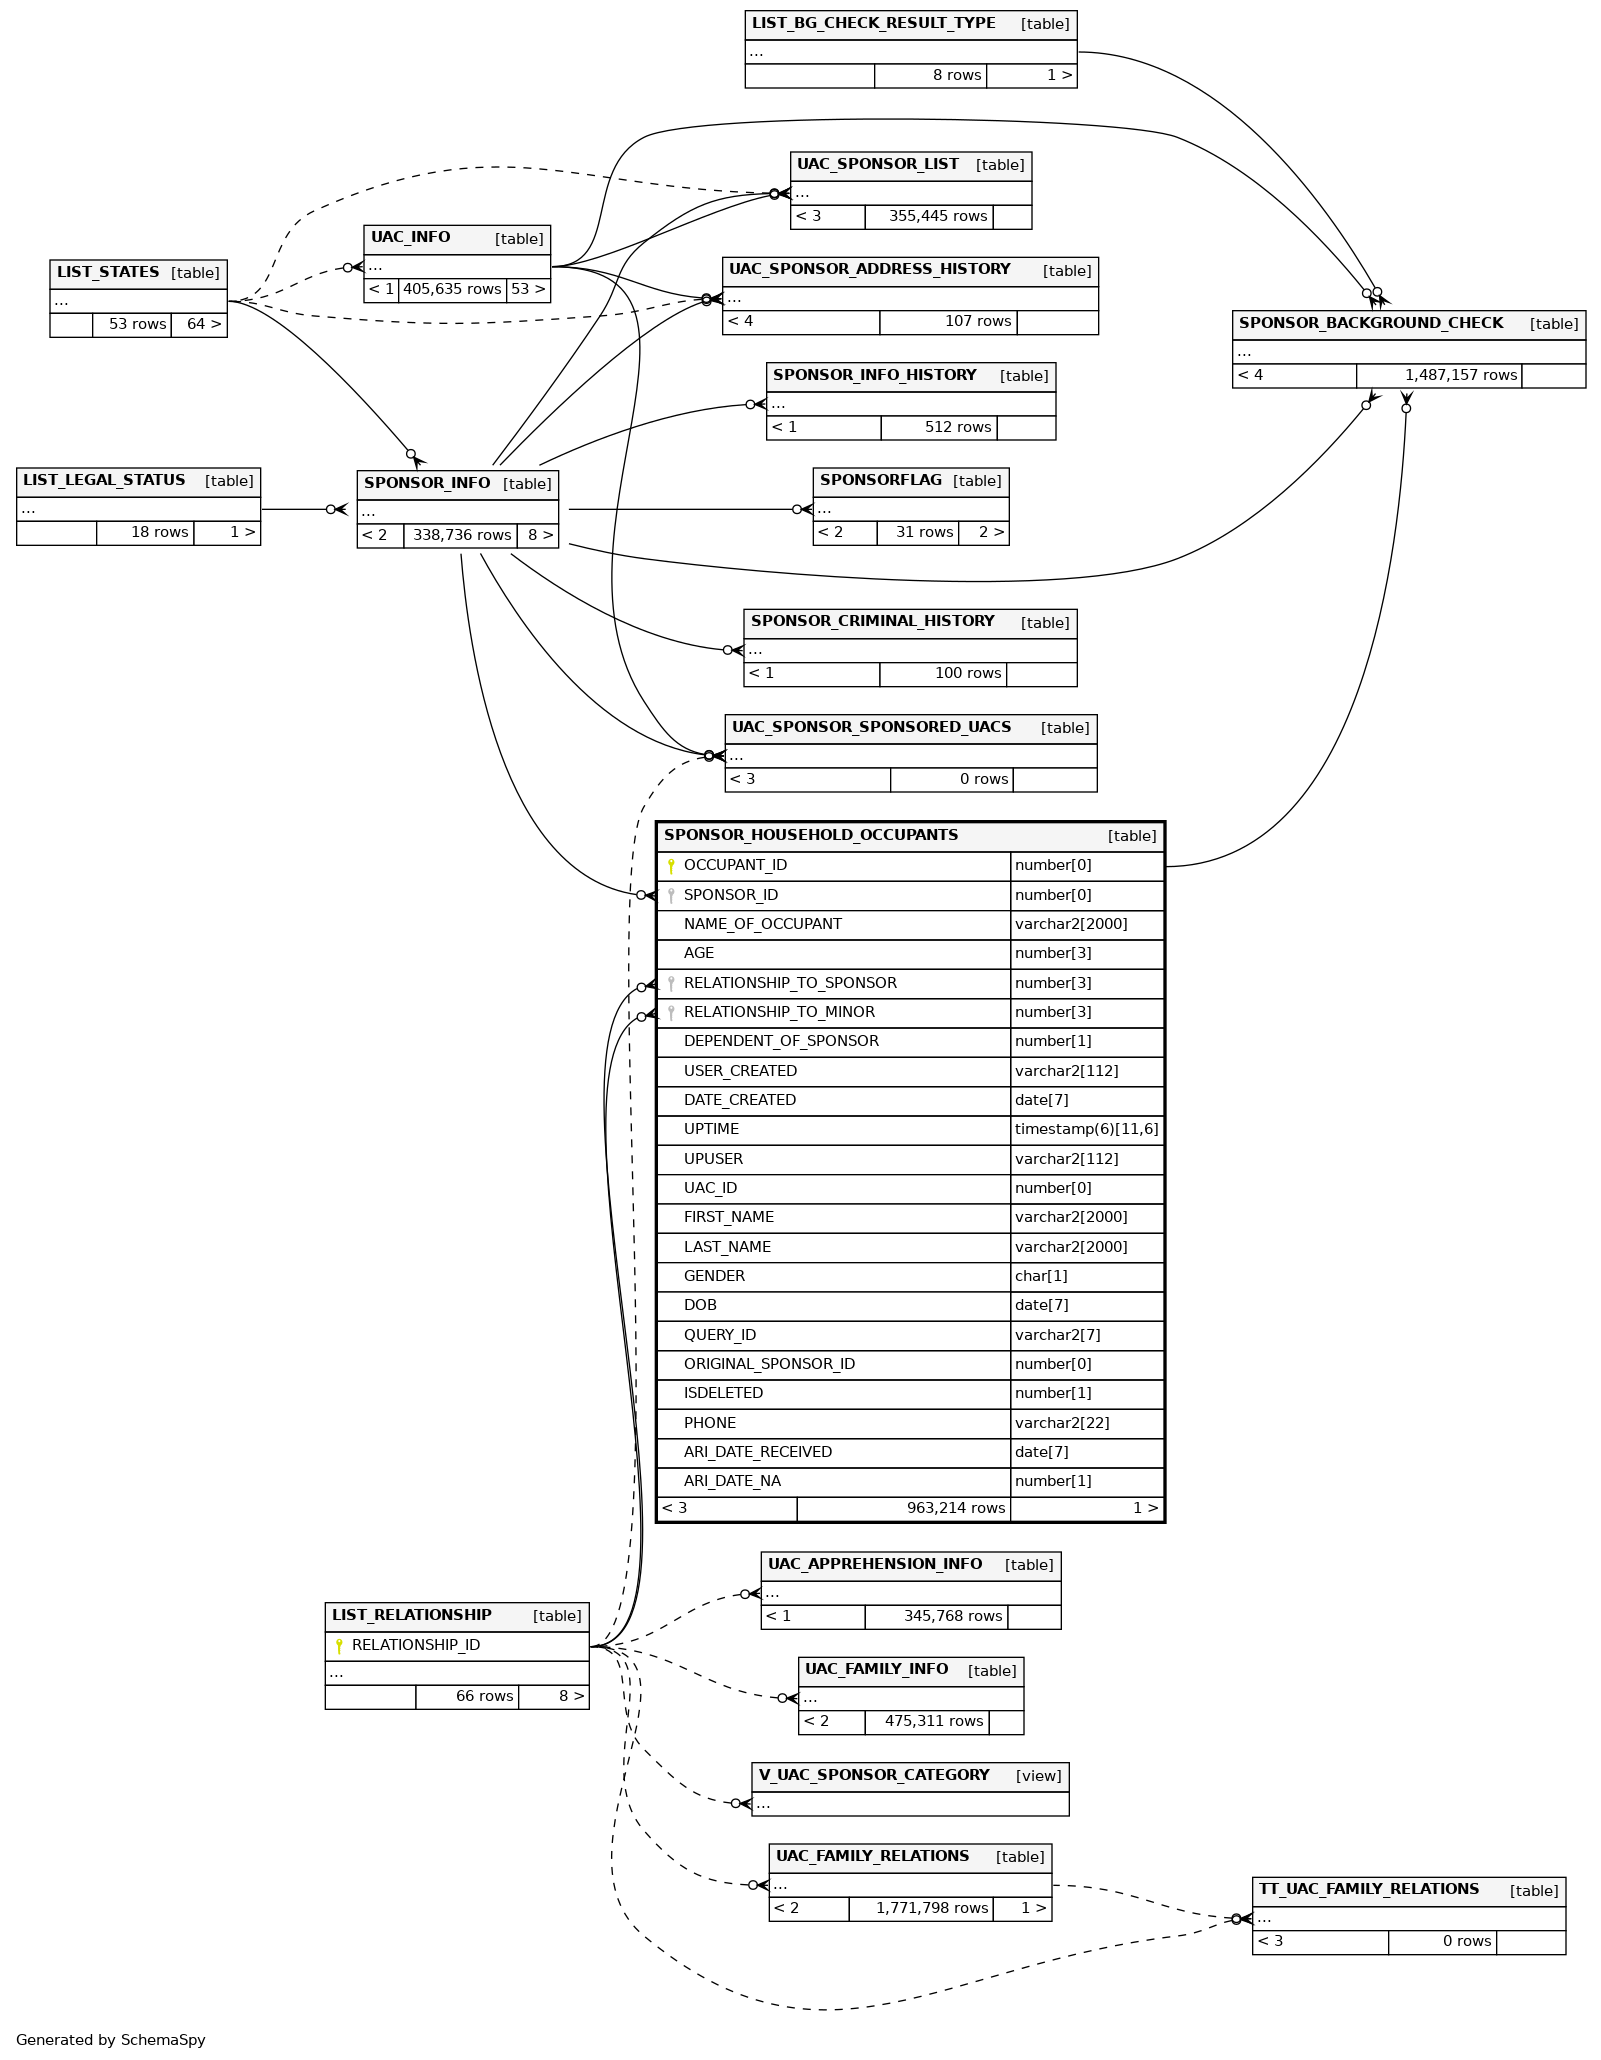 LIST_BG_CHECK_RESULT_TYPE [table]
...
8 rows 1 >
UAC_SPONSOR_LIST [table]
...
< 3 355,445 rows
UAC_INFO [table]
...
< 1 405,635 rows 53 >
LIST_STATES [table]
...
53 rows 64 >
UAC_SPONSOR_ADDRESS_HISTORY [table]
...
< 4 107 rows
SPONSOR_BACKGROUND_CHECK [table]
...
< 4 1,487,157 rows
SPONSOR_INFO_HISTORY [table]
...
< 1 512 rows
LIST_LEGAL_STATUS [table]
...
18 rows 1 >
SPONSOR_INFO [table]
...
< 2 338,736 rows 8 >
SPONSORFLAG [table]
...
< 2 31 rows 2 >
SPONSOR_CRIMINAL_HISTORY [table]
...
< 1 100 rows
UAC_SPONSOR_SPONSORED_UACS [table]
...
< 3 0 rows
SPONSOR_HOUSEHOLD_OCCUPANTS [table]
OCCUPANT_ID number[0]
SPONSOR_ID number[0]
NAME_OF_OCCUPANT varchar2[2000]
AGE number[3]
RELATIONSHIP_TO_SPONSOR number[3]
RELATIONSHIP_TO_MINOR number[3]
DEPENDENT_OF_SPONSOR number[1]
USER_CREATED varchar2[112]
DATE_CREATED date[7]
UPTIME timestamp(6)[11,6]
UPUSER varchar2[112]
UAC_ID number[0]
FIRST_NAME varchar2[2000]
LAST_NAME varchar2[2000]
GENDER char[1]
DOB date[7]
QUERY_ID varchar2[7]
ORIGINAL_SPONSOR_ID number[0]
ISDELETED number[1]
PHONE varchar2[22]
ARI_DATE_RECEIVED date[7]
ARI_DATE_NA number[1]
< 3 963,214 rows 1 >
UAC_APPREHENSION_INFO [table]
...
< 1 345,768 rows
LIST_RELATIONSHIP [table]
RELATIONSHIP_ID
...
66 rows 8 >
UAC_FAMILY_INFO [table]
...
< 2 475,311 rows
V_UAC_SPONSOR_CATEGORY [view]
...
UAC_FAMILY_RELATIONS [table]
...
< 2 1,771,798 rows 1 >
TT_UAC_FAMILY_RELATIONS [table]
...
< 3 0 rows
Generated by SchemaSpy